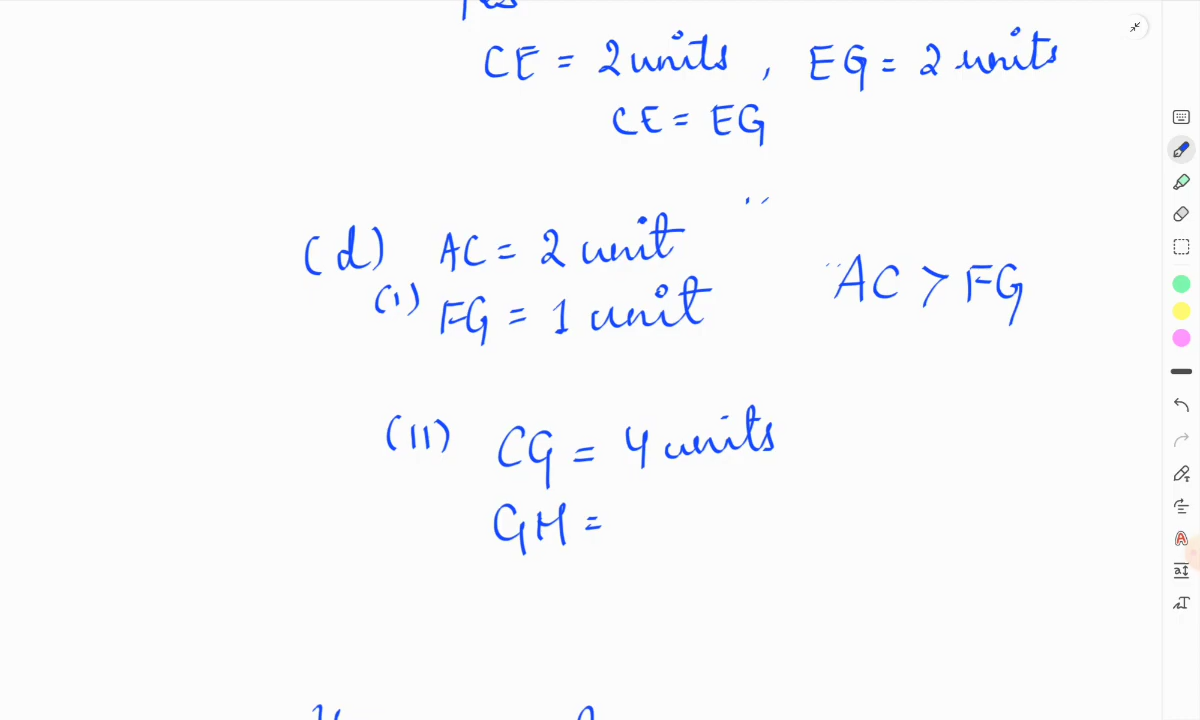 CE = 2 units, EG = 2 units
CE = EG
(d) AC = 2 unit
(i) FG = 1 unit
AC > FG
(II) CG = 4 units
GH =